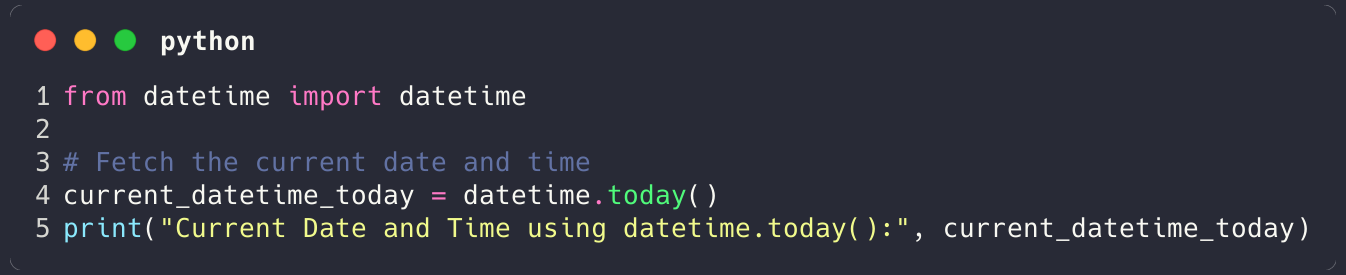 python
1 from datetime import datetime
2
3 # Fetch the current date and time
4 current_datetime_today = datetime.today()
5 print("Current Date and Time using datetime.today():", current_datetime_today)